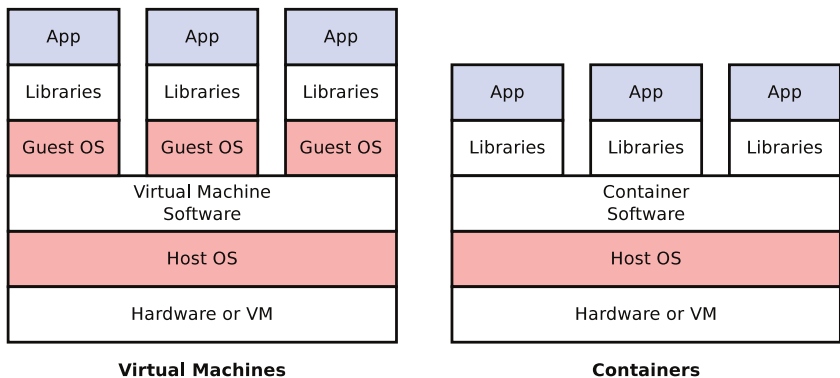 App
App
App
Libraries
Libraries
Libraries
Guest OS
Guest OS
Guest OS
Virtual Machine
Software
Host OS
Hardware or VM
Virtual Machines
App
App
App
Libraries
Libraries
Libraries
Container
Software
Host OS
Hardware or VM
Containers